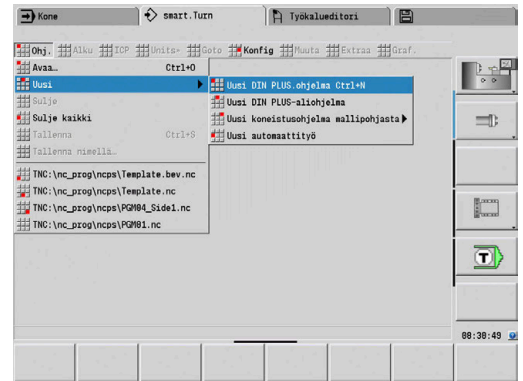 Kone
smart.Turn
Työkalueditori
Ohj. Alku ICP Units» Goto Konfig Muuta Extraa Graf.
Avaa… Ctrl+O
Uusi
Sulje
Sulje kaikki
Tallenna Ctrl+S
Tallenna nimellä…
TNC:\nc_prog\ncps\Template.bev.nc
TNC:\nc_prog\ncps\Template.nc
TNC:\nc_prog\ncps\PGM04_Side1.nc
TNC:\nc_prog\ncps\PGM01.nc
Uusi DIN PLUS.ohjelma Ctrl+N
Uusi DIN PLUS-aliohjelma
Uusi koneistusohjelma mallipohjasta
Uusi automaattityö
T
08:30:49